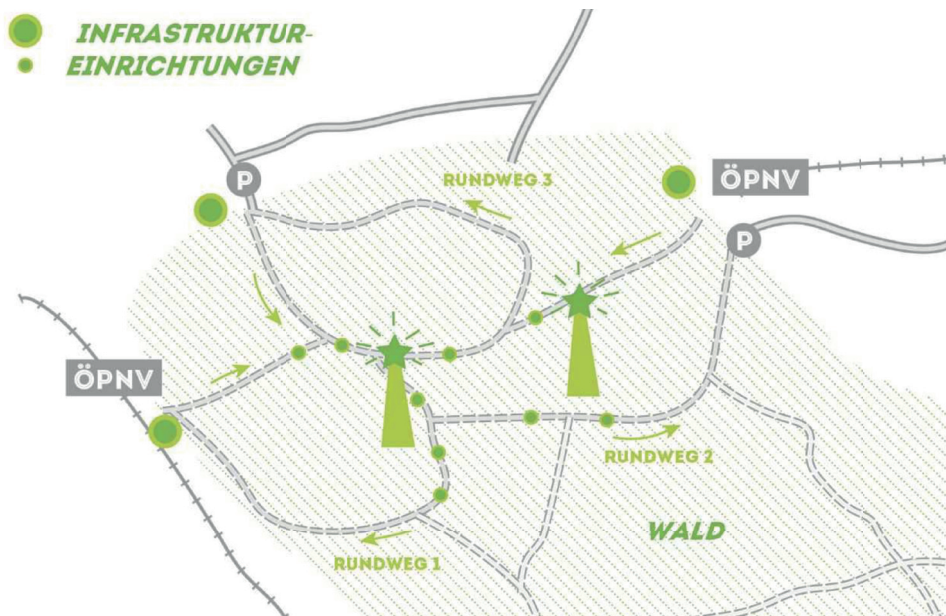 INFRASTRUKTUR-
EINRICHTUNGEN
P
RUNDWEG 3
ÖPNV
P
ÖPNV
RUNDWEG 2
WALD
RUNDWEG 1